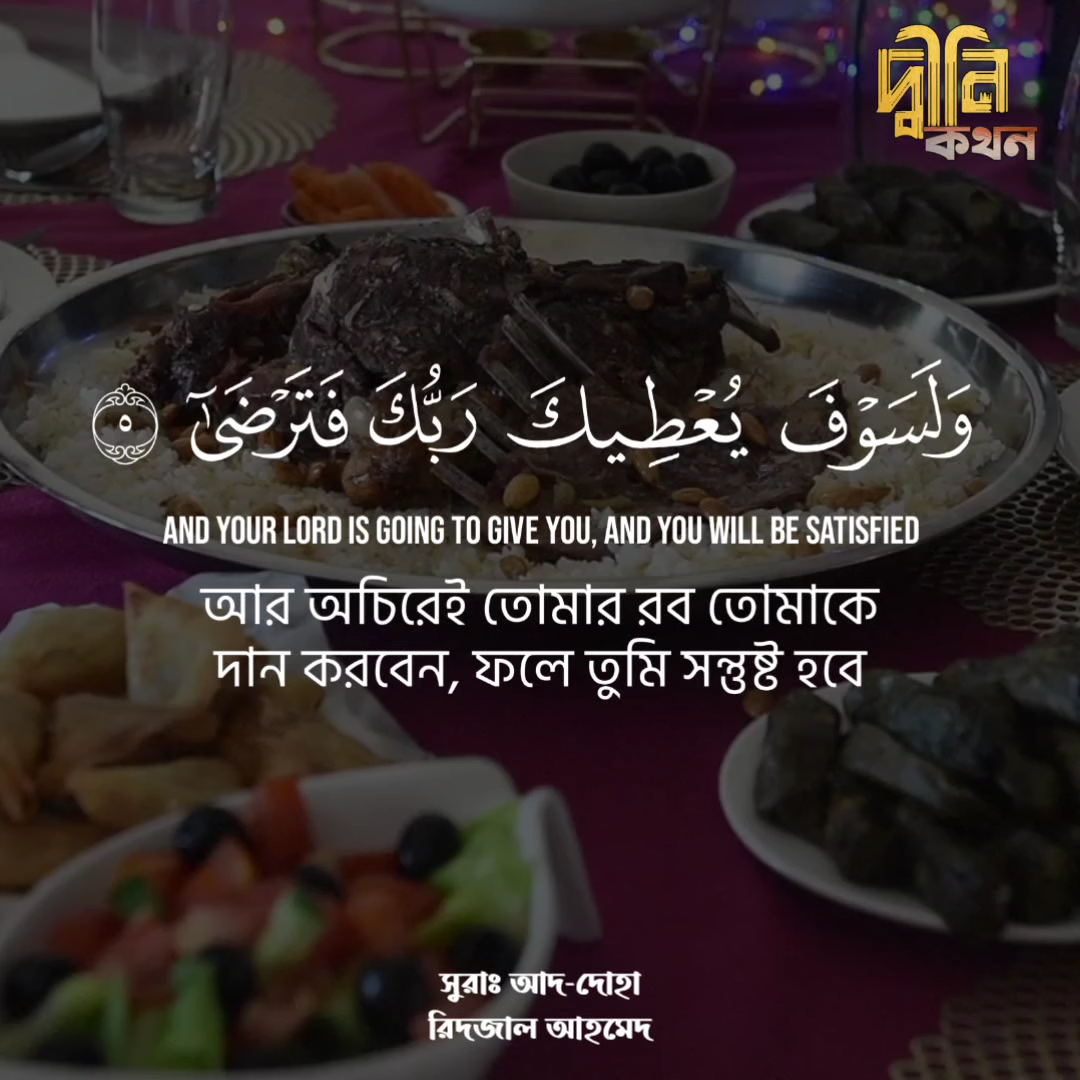 দ্বীনি
কথন
وَلَسَوْفَ يُعْطِيكَ رَبُّكَ فَتَرْضَىٰٓ ٥
AND YOUR LORD IS GOING TO GIVE YOU, AND YOU WILL BE SATISFIED
আর অচিরেই তোমার রব তোমাকে
দান করবেন, ফলে তুমি সন্তুষ্ট হবে
সুরাঃ আদ-দোহা
রিদজাল আহমেদ